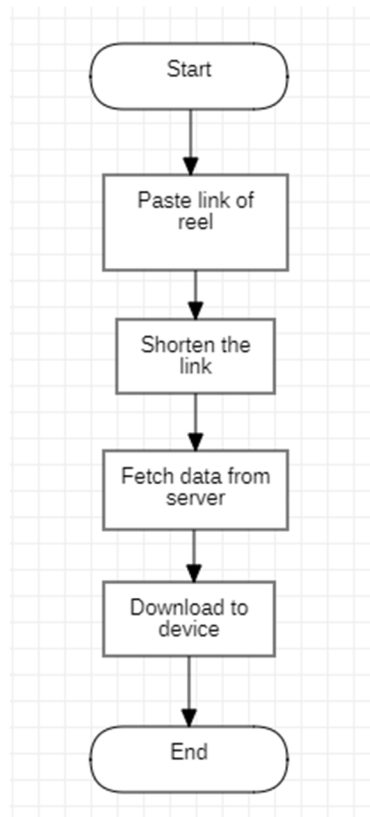 Start
Paste link of
reel
Shorten the
link
Fetch data from
server
Download to
device
End